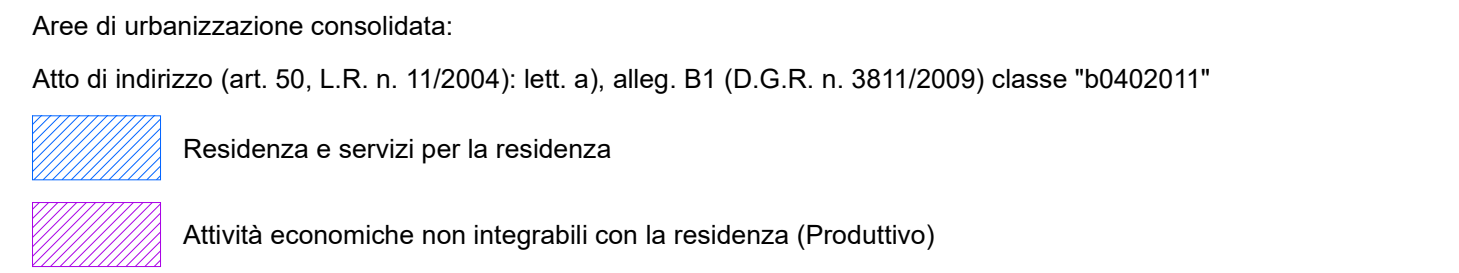 Aree di urbanizzazione consolidata:
Atto di indirizzo (art. 50, L.R. n. 11/2004): lett. a), alleg. B1 (D.G.R. n. 3811/2009) classe "b0402011"
Residenza e servizi per la residenza
Attività economiche non integrabili con la residenza (Produttivo)